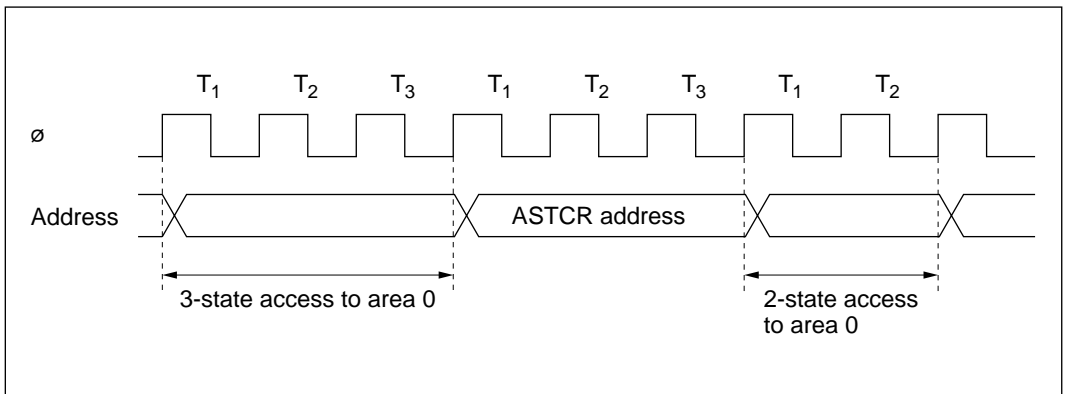 T1 T2 T3 T1 T2 T3 T1 T2
ø
Address ASTCR address
3-state access to area 0
2-state access
to area 0